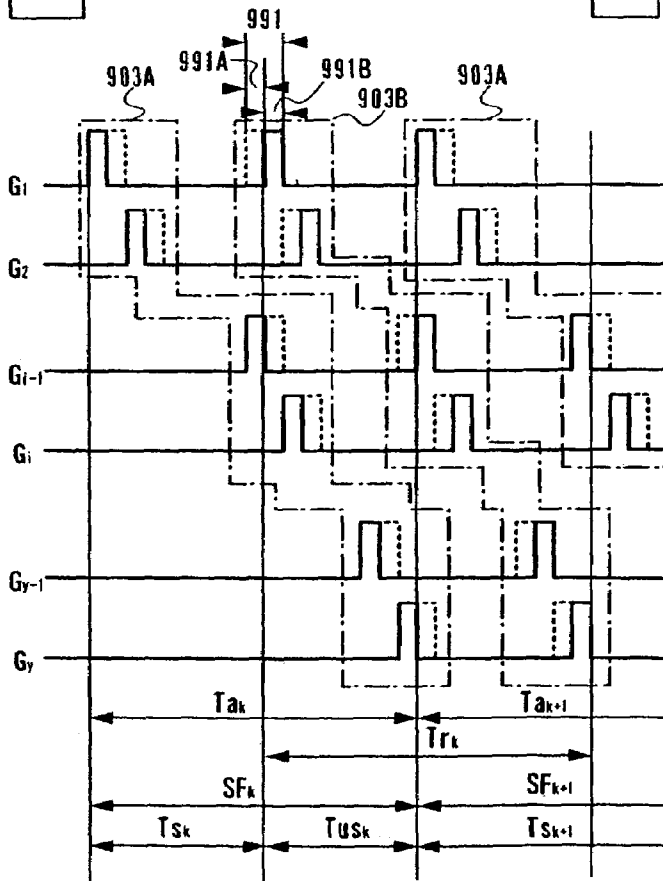 991
991A
991B
903A
903B
903A
G1
G2
Gi-1
Gi
Gy-1
Gy
Tak
Tak+1
Trk
SFk
SFk+1
Tsk
Tusk
Tsk+1